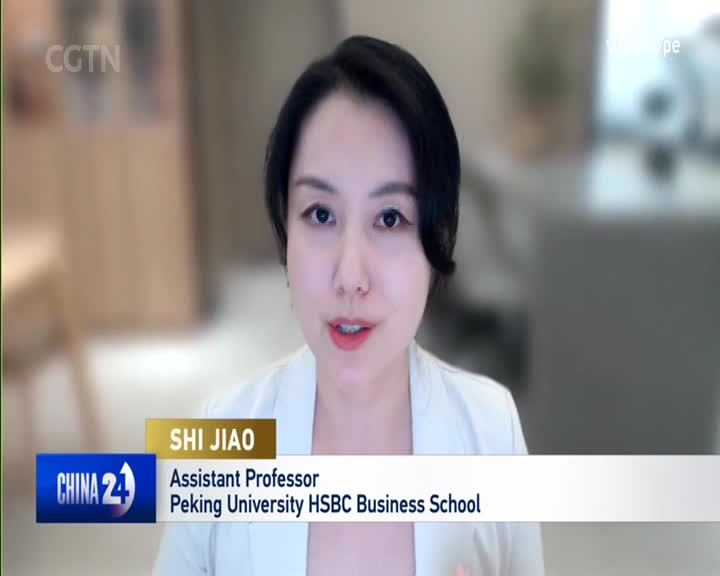 CGTN
SHI JIAO
Assistant Professor
CHINA 24
Peking University HSBC Business School